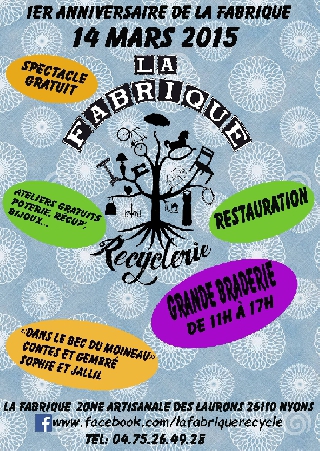 1ER ANNIVERSAIRE DE LA FABRIQUE
14 MARS 2015
SPECTACLE
GRATUIT
LA
FABRIQUE
ATELIERS GRATUITS
POTERIE, RECUP,
BIJOUX...
RESTAURATION
Recyclerie
GRANDE BRADERIE
DE 11H À 17H
«DANS LE BEC DU MOINEAU»
CONTES ET GEMBRÉ
SOPHIE ET JALLIL
LA FABRIQUE ZONE ARTISANALE DES LAURONS 26110 NYONS
www.facebook.com/lafabriquerecycle
TEL: 04.75.26.49.28